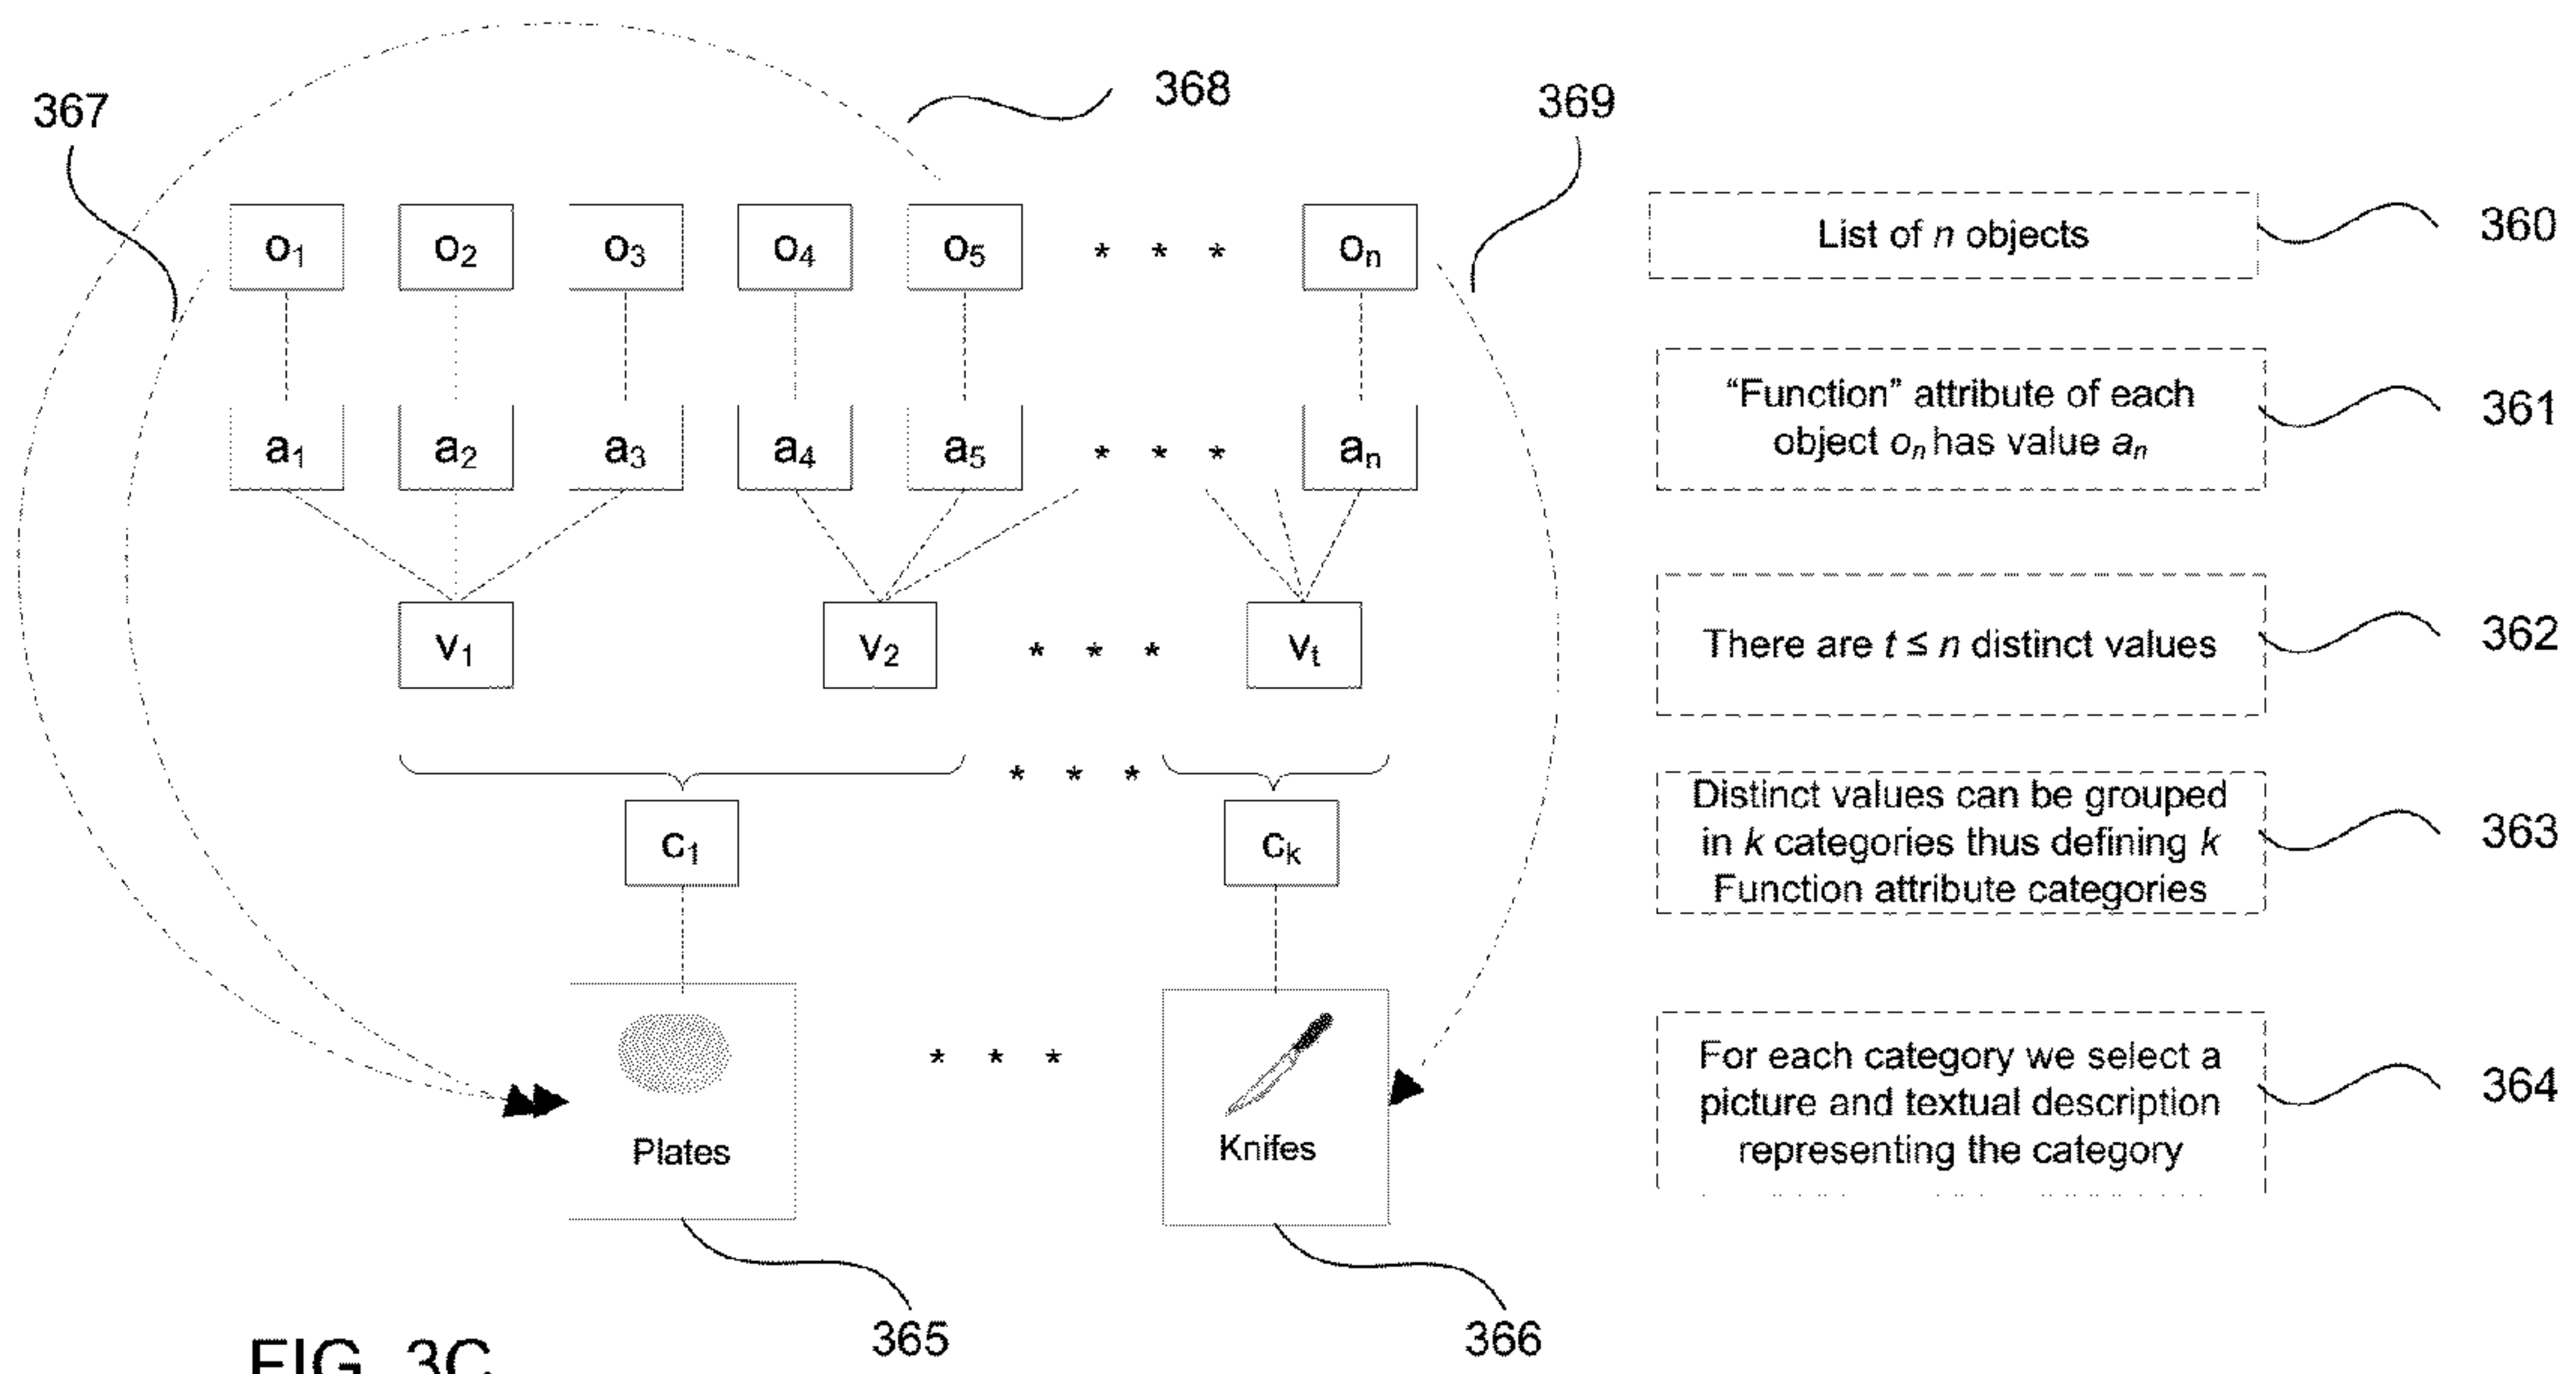 368
367
369
o1 o2 o3 o4 o5 * * * on
List of n objects
360
a1 a2 a3 a4 a5 * * * an
“Function” attribute of each
object on has value an
361
v1 v2 * * * vt
There are t ≤ n distinct values
362
* * *
c1 ck
Distinct values can be grouped
in k categories thus defining k
Function attribute categories
363
Plates
* * *
Knifes
For each category we select a
picture and textual description
representing the category
364
365
366
FIG. 3C